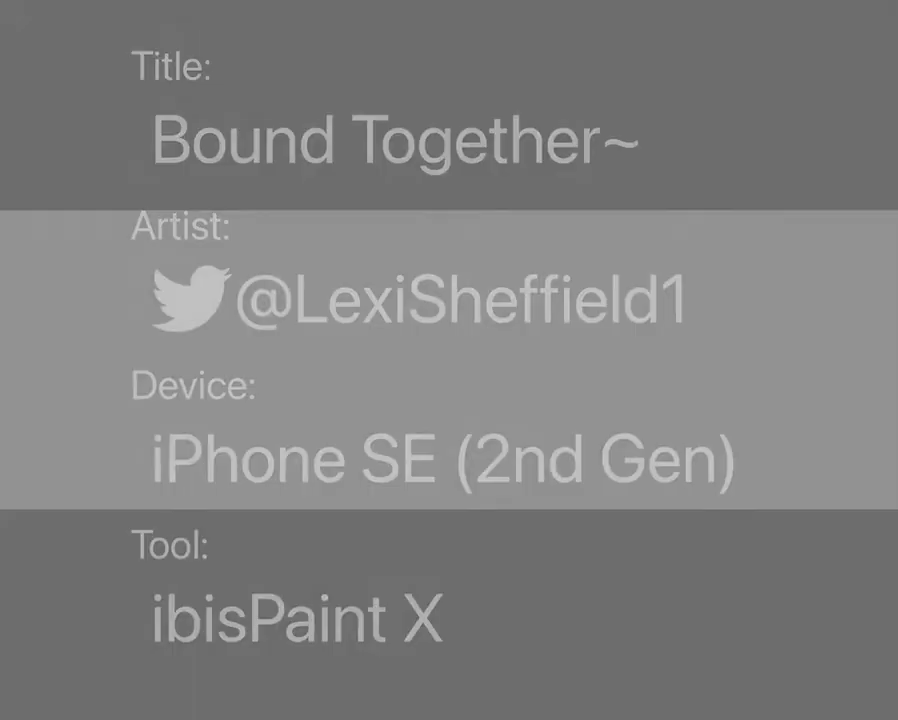 Title:
Bound Together~
Artist:
@LexiSheffield1
Device:
iPhone SE (2nd Gen)
Tool:
ibisPaint X